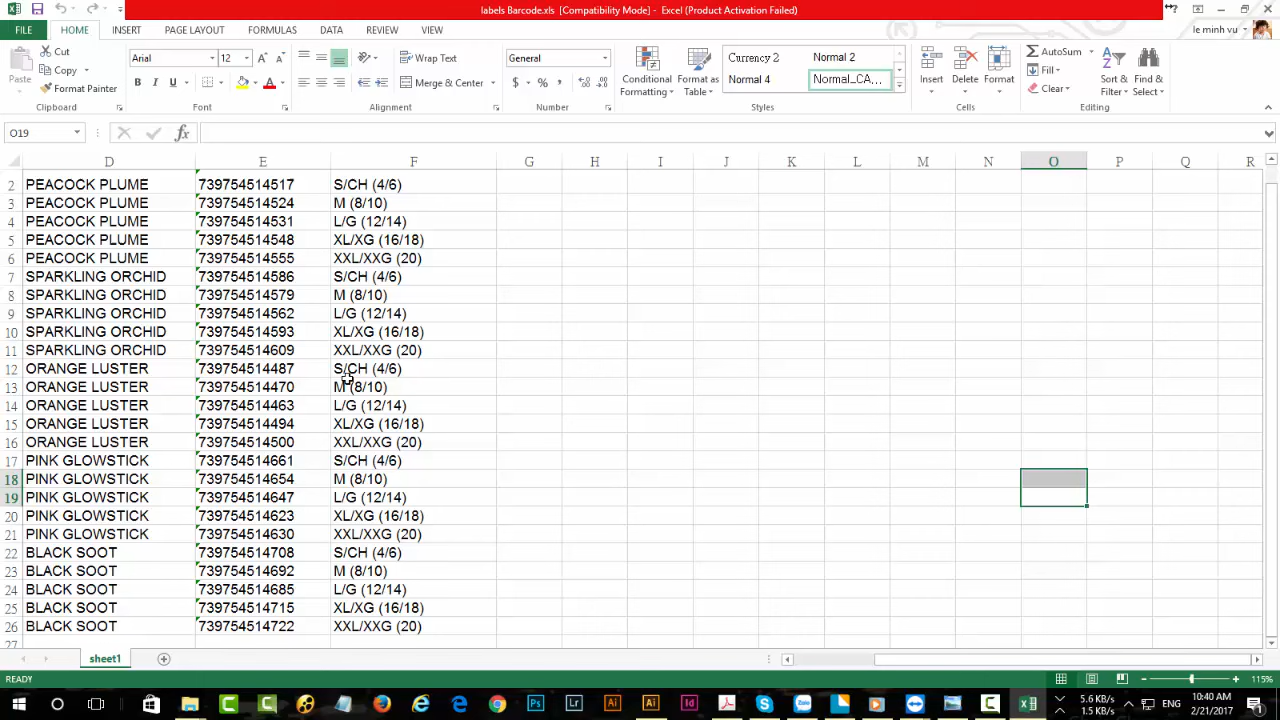 labels Barcode.xls [Compatibility Mode] - Excel (Product Activation Failed)
FILE HOME INSERT PAGE LAYOUT FORMULAS DATA REVIEW VIEW le minh vu
Cut
Copy
Format Painter
Paste
Clipboard
Arial 12
B I U
Font
Wrap Text
Merge & Center
Alignment
General
$ % ,
Number
Conditional Formatting
Format as Table
Currency 2 Normal 2
Normal 4 Normal_CA...
Styles
Insert Delete Format
Cells
AutoSum
Fill
Clear
Sort & Filter
Find & Select
Editing
O19
fx
D E F G H I J K L M N O P Q R
2 PEACOCK PLUME 739754514517 S/CH (4/6)
3 PEACOCK PLUME 739754514524 M (8/10)
4 PEACOCK PLUME 739754514531 L/G (12/14)
5 PEACOCK PLUME 739754514548 XL/XG (16/18)
6 PEACOCK PLUME 739754514555 XXL/XXG (20)
7 SPARKLING ORCHID 739754514586 S/CH (4/6)
8 SPARKLING ORCHID 739754514579 M (8/10)
9 SPARKLING ORCHID 739754514562 L/G (12/14)
10 SPARKLING ORCHID 739754514593 XL/XG (16/18)
11 SPARKLING ORCHID 739754514609 XXL/XXG (20)
12 ORANGE LUSTER 739754514487 S/CH (4/6)
13 ORANGE LUSTER 739754514470 M (8/10)
14 ORANGE LUSTER 739754514463 L/G (12/14)
15 ORANGE LUSTER 739754514494 XL/XG (16/18)
16 ORANGE LUSTER 739754514500 XXL/XXG (20)
17 PINK GLOWSTICK 739754514661 S/CH (4/6)
18 PINK GLOWSTICK 739754514654 M (8/10)
19 PINK GLOWSTICK 739754514647 L/G (12/14)
20 PINK GLOWSTICK 739754514623 XL/XG (16/18)
21 PINK GLOWSTICK 739754514630 XXL/XXG (20)
22 BLACK SOOT 739754514708 S/CH (4/6)
23 BLACK SOOT 739754514692 M (8/10)
24 BLACK SOOT 739754514685 L/G (12/14)
25 BLACK SOOT 739754514715 XL/XG (16/18)
26 BLACK SOOT 739754514722 XXL/XXG (20)
27
sheet1
READY 115%
5.6 KB/s
1.5 KB/s
ENG
10:40 AM
2/21/2017